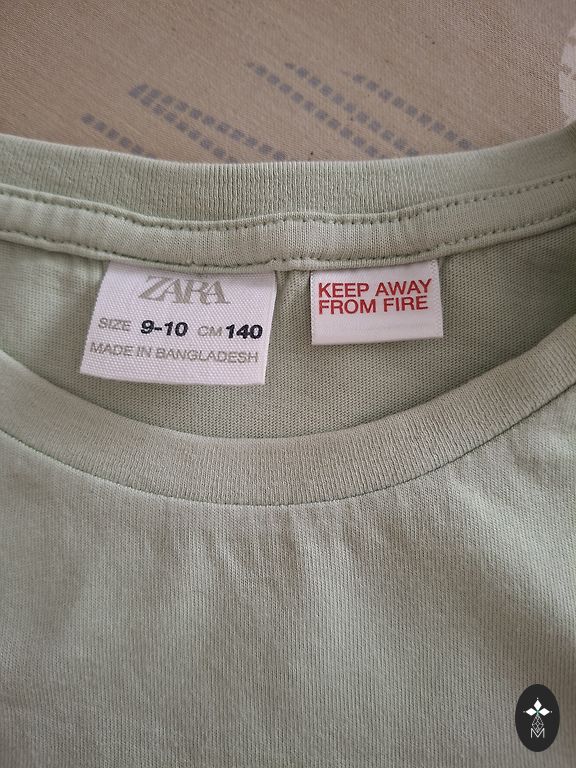 ZARA
SIZE 9-10 CM 140
MADE IN BANGLADESH
KEEP AWAY
FROM FIRE
M